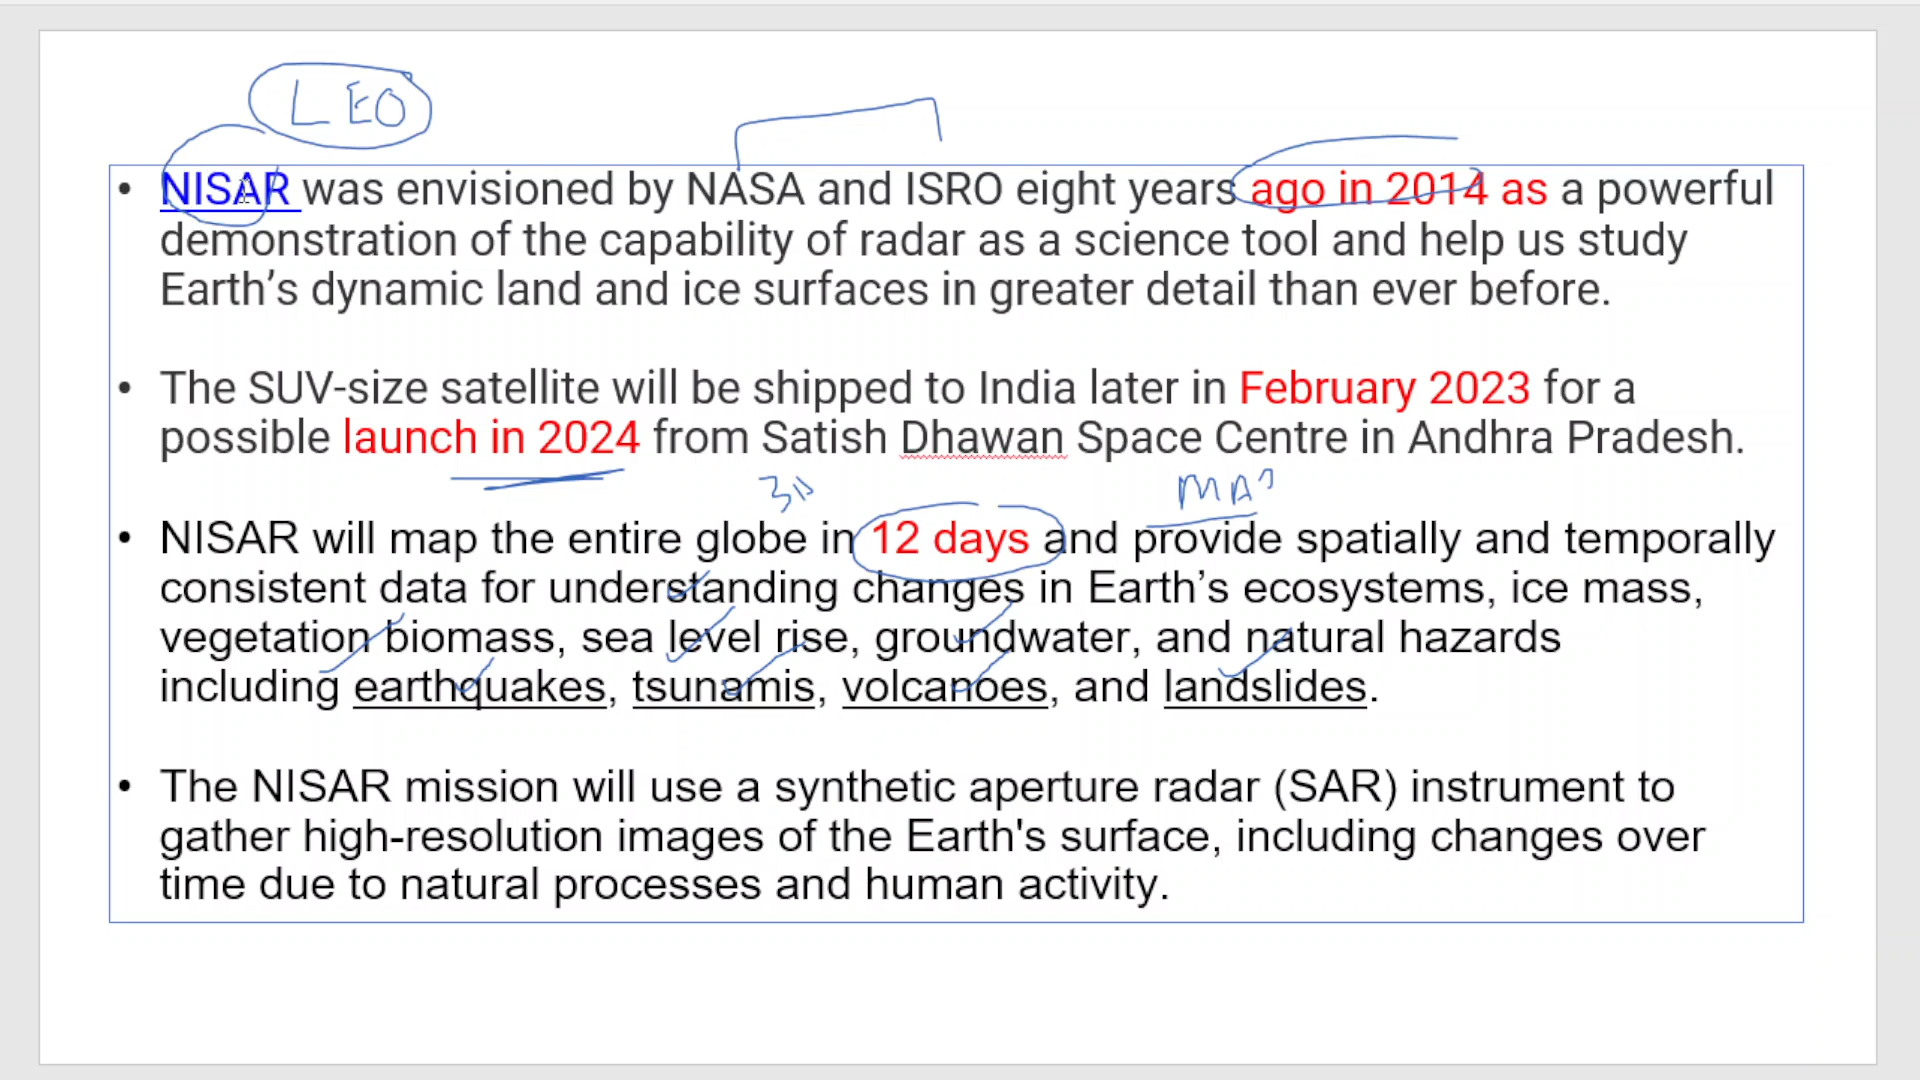 LEO
• NISAR was envisioned by NASA and ISRO eight years ago in 2014 as a powerful
demonstration of the capability of radar as a science tool and help us study
Earth’s dynamic land and ice surfaces in greater detail than ever before.
• The SUV-size satellite will be shipped to India later in February 2023 for a
possible launch in 2024 from Satish Dhawan Space Centre in Andhra Pradesh.
3D MAP
• NISAR will map the entire globe in 12 days and provide spatially and temporally
consistent data for understanding changes in Earth’s ecosystems, ice mass,
vegetation biomass, sea level rise, groundwater, and natural hazards
including earthquakes, tsunamis, volcanoes, and landslides.
• The NISAR mission will use a synthetic aperture radar (SAR) instrument to
gather high-resolution images of the Earth's surface, including changes over
time due to natural processes and human activity.